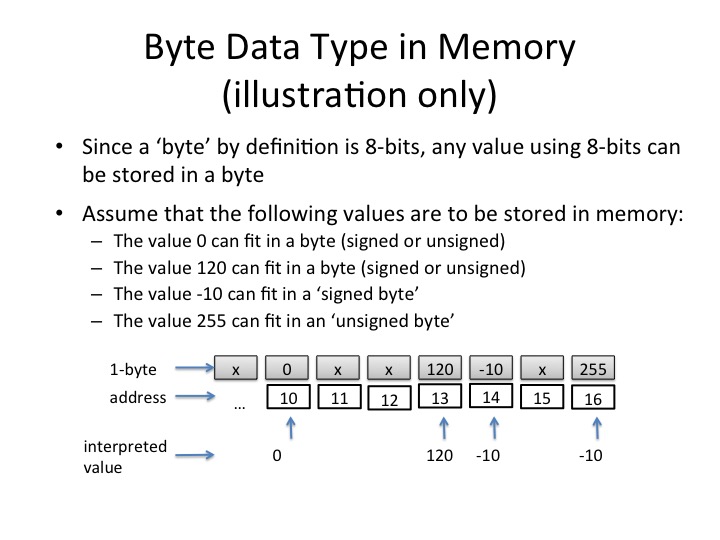 Byte Data Type in Memory
(illustration only)
• Since a ‘byte’ by definition is 8-bits, any value using 8-bits can
be stored in a byte
• Assume that the following values are to be stored in memory:
– The value 0 can fit in a byte (signed or unsigned)
– The value 120 can fit in a byte (signed or unsigned)
– The value -10 can fit in a ‘signed byte’
– The value 255 can fit in an ‘unsigned byte’
1-byte x 0 x x 120 -10 x 255
address ... 10 11 12 13 14 15 16
interpreted
value 0 120 -10 -10